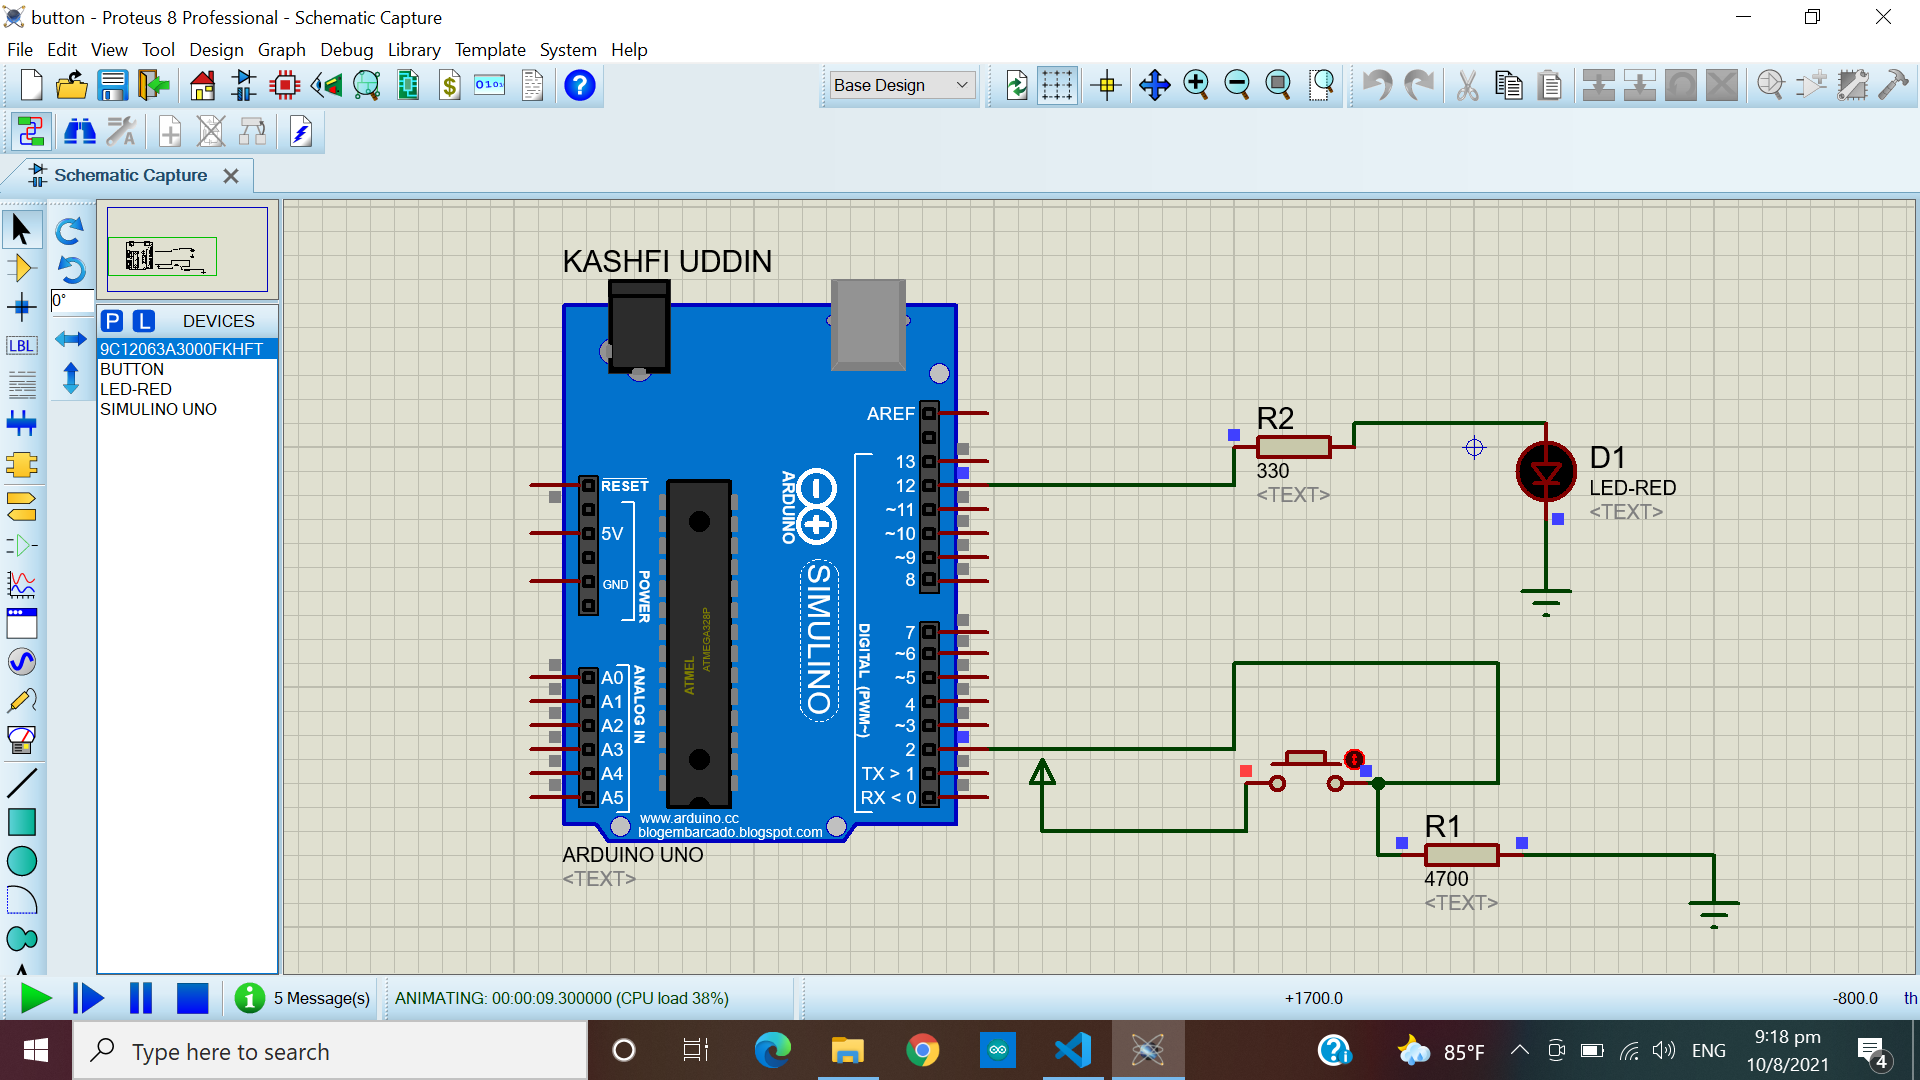 button - Proteus 8 Professional - Schematic Capture
File Edit View Tool Design Graph Debug Library Template System Help
Base Design
Schematic Capture
0°
P L DEVICES
9C12063A3000FKHFT
BUTTON
LED-RED
SIMULINO UNO
LBL
KASHFI UDDIN
AREF
13
12
~11
~10
~9
8
7
~6
~5
4
~3
2
TX > 1
RX < 0
DIGITAL (PWM~)
RESET
5V
GND
POWER
A0
A1
A2
A3
A4
A5
ANALOG IN
ATMEL
ATMEGA328P
ARDUINO
SIMULINO
www.arduino.cc
blogembarcado.blogspot.com
ARDUINO UNO
<TEXT>
R2
330
<TEXT>
D1
LED-RED
<TEXT>
R1
4700
<TEXT>
5 Message(s)
ANIMATING: 00:00:09.300000 (CPU load 38%)
+1700.0
-800.0
th
Type here to search
85°F
ENG
9:18 pm
10/8/2021
4